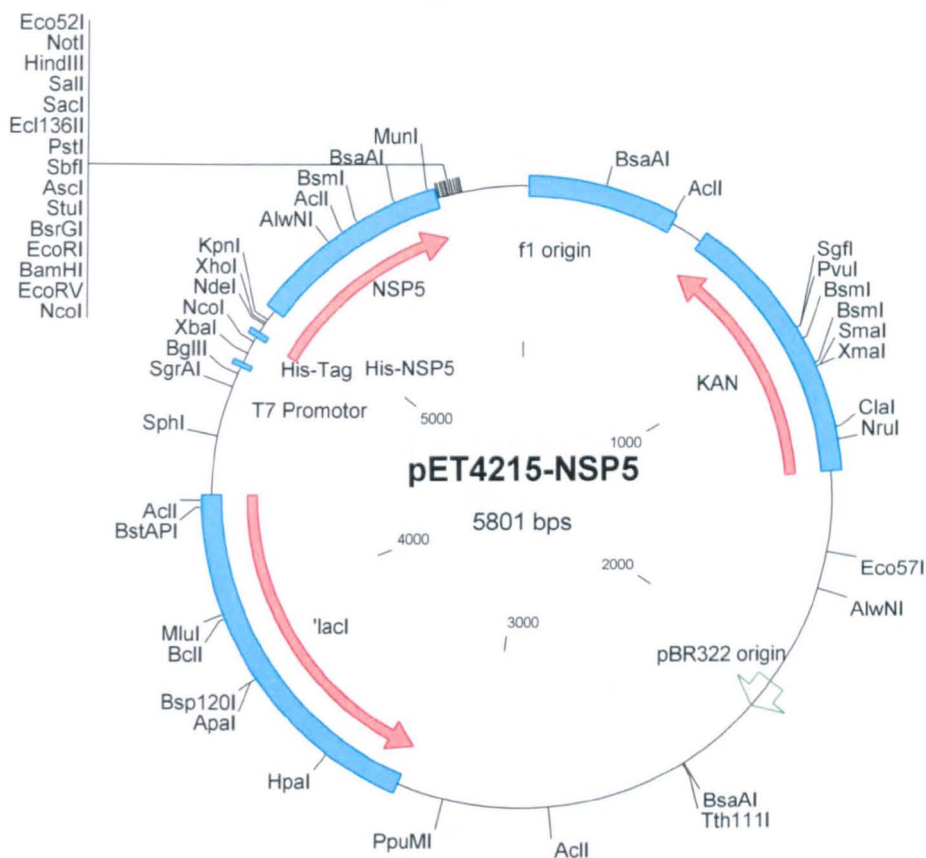 Eco52I
NotI
HindIII
SalI
SacI
Ecl136II
PstI
SbfI
AscI
StuI
BsrGI
EcoRI
BamHI
EcoRV
NcoI
MunI
BsaAI
BsmI
AclI
AlwNI
KpnI
XhoI
NdeI
NcoI
XbaI
BglII
SgrAI
SphI
AclI
BstAPI
MluI
BclI
Bsp120I
ApaI
HpaI
PpuMI
AclI
BsaAI
Tth111I
pBR322 origin
AlwNI
Eco57I
NruI
ClaI
XmaI
SmaI
BsmI
BsmI
PvuI
SgfI
AclI
BsaAI
f1 origin
KAN
NSP5
His-Tag His-NSP5
T7 Promotor
'lacI
5000
1000
4000
2000
3000
pET4215-NSP5
5801 bps